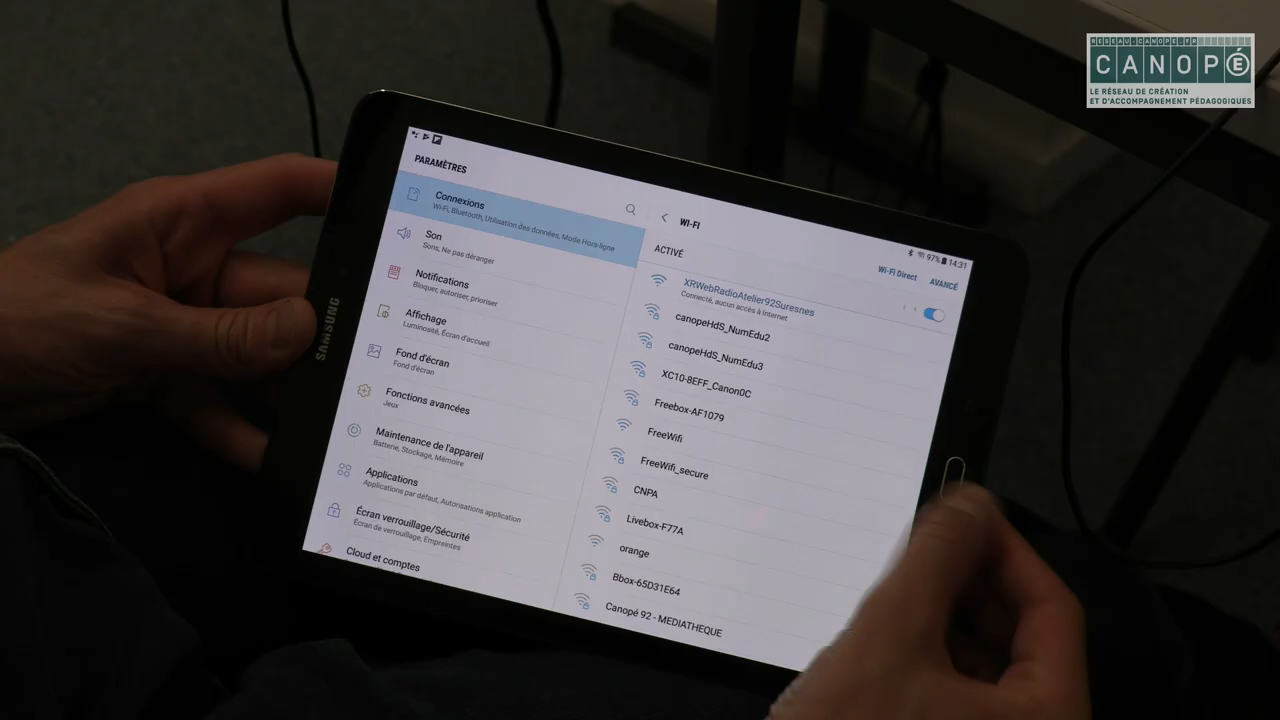 RESEAU-CANOPE.FR
CANOPÉ
LE RÉSEAU DE CRÉATION
ET D'ACCOMPAGNEMENT PÉDAGOGIQUES
SAMSUNG
PARAMÈTRES
Connexions
Wi-Fi, Bluetooth, Utilisation des données, Mode Hors-ligne
Son
Sons, Ne pas déranger
Notifications
Bloquer, autoriser, prioriser
Affichage
Luminosité, Écran d'accueil
Fond d'écran
Fond d'écran
Fonctions avancées
Jeux
Maintenance de l'appareil
Batterie, Stockage, Mémoire
Applications
Applications par défaut, Autorisations application
Écran verrouillage/Sécurité
Écran de verrouillage, Empreintes
Cloud et comptes
97% 14:31
WI-FI
Wi-Fi Direct AVANCÉ
ACTIVÉ
XRWebRadioAtelier92Suresnes
Connecté, aucun accès à Internet
canopeHdS_NumEdu2
canopeHdS_NumEdu3
XC10-8EFF_Canon0C
Freebox-AF1079
FreeWifi
FreeWifi_secure
CNPA
Livebox-F77A
orange
Bbox-65D31E64
Canopé 92 - MEDIATHEQUE